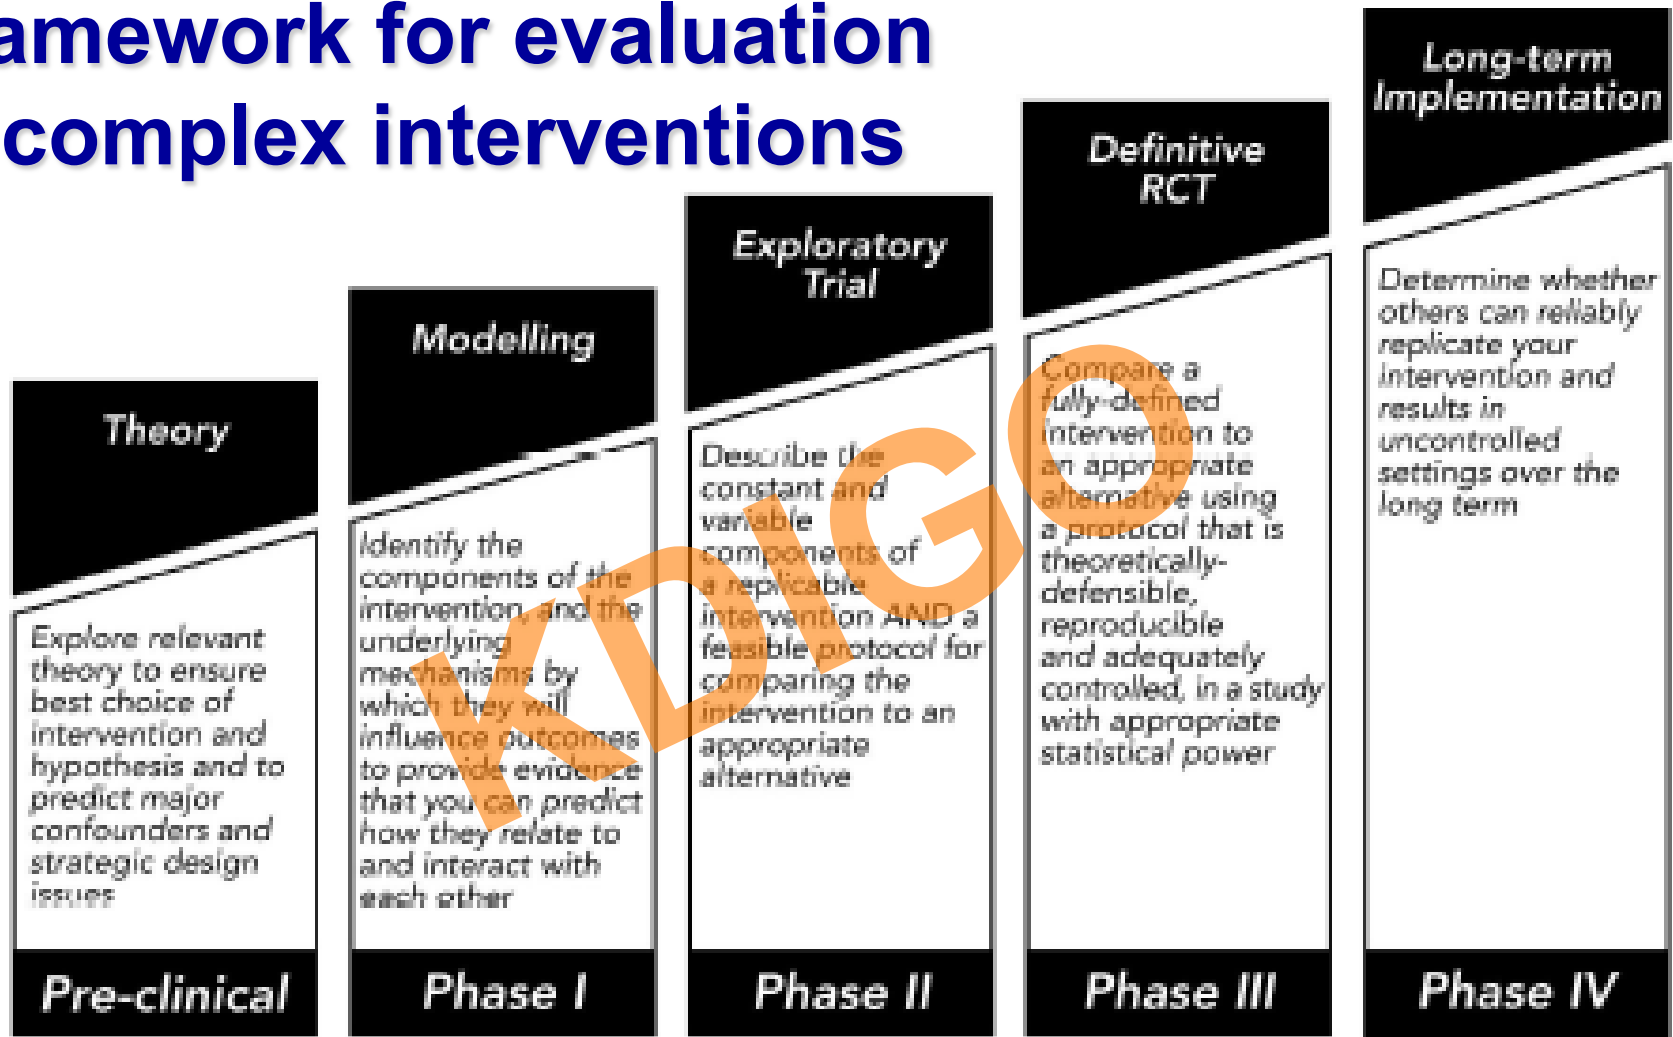 amework for evaluation
complex interventions
Theory
Explore relevant
theory to ensure
best choice of
intervention and
hypothesis and to
predict major
confounders and
strategic design
issues
Pre-clinical
Modelling
Identify the
components of the
intervention, and the
underlying
mechanisms by
which they will
influence outcomes
to provide evidence
that you can predict
how they relate to
and interact with
each other
Phase I
Exploratory
Trial
Describe the
constant and
variable
components of
a replicable
intervention AND a
feasible protocol for
comparing the
intervention to an
appropriate
alternative
Phase II
Definitive
RCT
Compare a
fully-defined
intervention to
an appropriate
alternative using
a protocol that is
theoretically-
defensible,
reproducible
and adequately
controlled, in a study
with appropriate
statistical power
Phase III
Long-term
Implementation
Determine whether
others can reliably
replicate your
intervention and
results in
uncontrolled
settings over the
long term
Phase IV
KDIGO